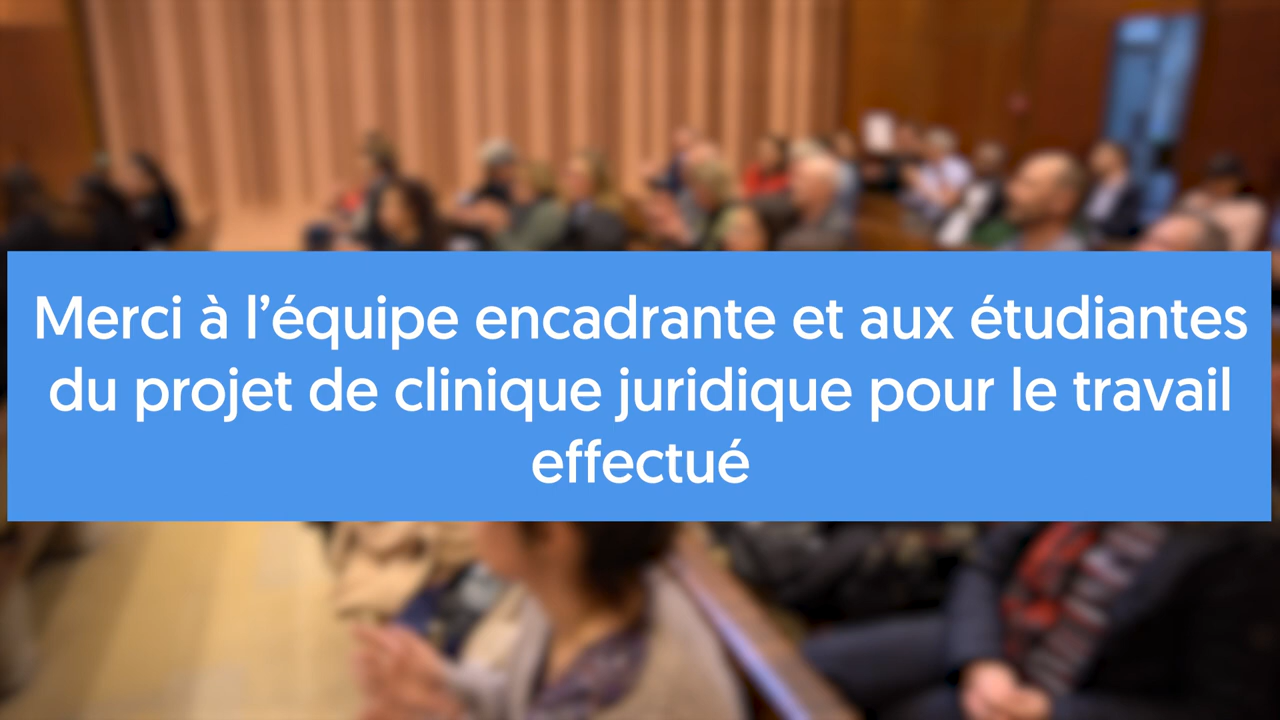 Merci à l’équipe encadrante et aux étudiantes
du projet de clinique juridique pour le travail
effectué